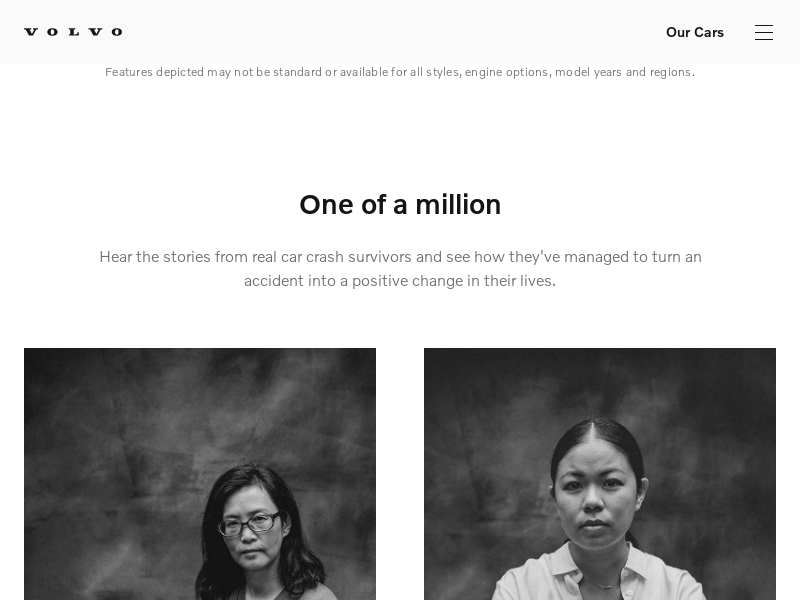 VOLVO
Our Cars
Features depicted may not be standard or available for all styles, engine options, model years and regions.
One of a million
Hear the stories from real car crash survivors and see how they've managed to turn an
accident into a positive change in their lives.